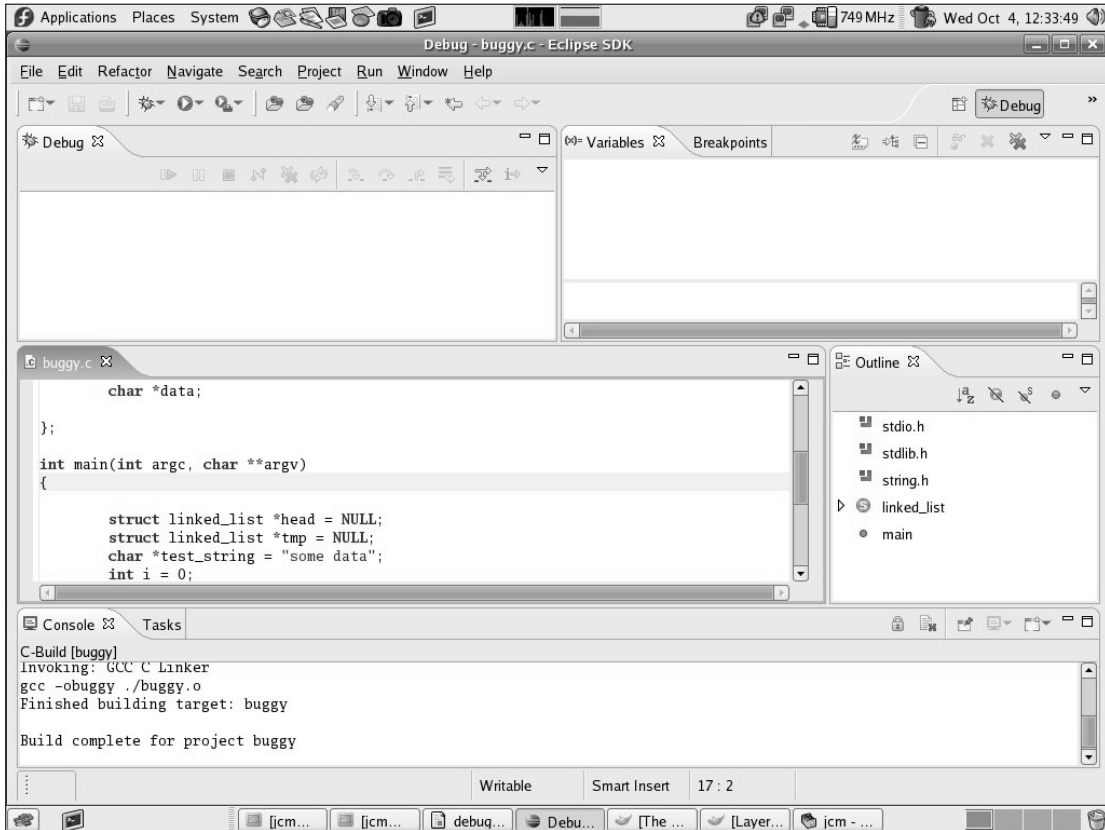 Applications Places System 749 MHz Wed Oct 4, 12:33:49
Debug - buggy.c - Eclipse SDK
File Edit Refactor Navigate Search Project Run Window Help
Debug »
Debug
(x)= Variables Breakpoints
buggy.c
char *data;
};
int main(int argc, char **argv)
{
struct linked_list *head = NULL;
struct linked_list *tmp = NULL;
char *test_string = "some data";
int i = 0;
Outline
stdio.h
stdlib.h
string.h
linked_list
main
Console Tasks
C-Build [buggy]
Invoking: GCC C Linker
gcc -obuggy ./buggy.o
Finished building target: buggy
Build complete for project buggy
Writable Smart Insert 17 : 2
[jcm... [jcm... debug... Debu... [The ... [Layer... jcm - ...